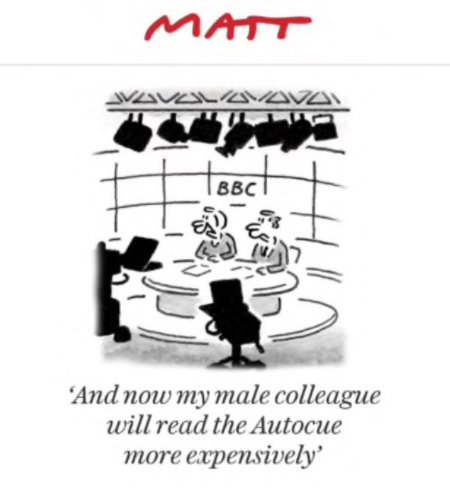 MATT
BBC
‘And now my male colleague
will read the Autocue
more expensively’